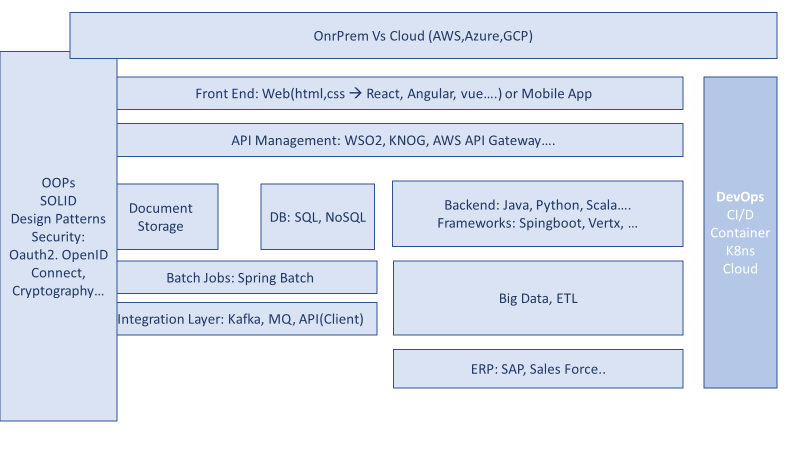 OnrPrem Vs Cloud (AWS,Azure,GCP)
Front End: Web(html,css → React, Angular, vue....) or Mobile App
API Management: WSO2, KNOG, AWS API Gateway....
OOPs
SOLID
Design Patterns
Security:
Oauth2. OpenID
Connect,
Cryptography...
Document
Storage
DB: SQL, NoSQL
Backend: Java, Python, Scala....
Frameworks: Spingboot, Vertx, ...
Batch Jobs: Spring Batch
Integration Layer: Kafka, MQ, API(Client)
Big Data, ETL
ERP: SAP, Sales Force..
DevOps
CI/D
Container
K8ns
Cloud